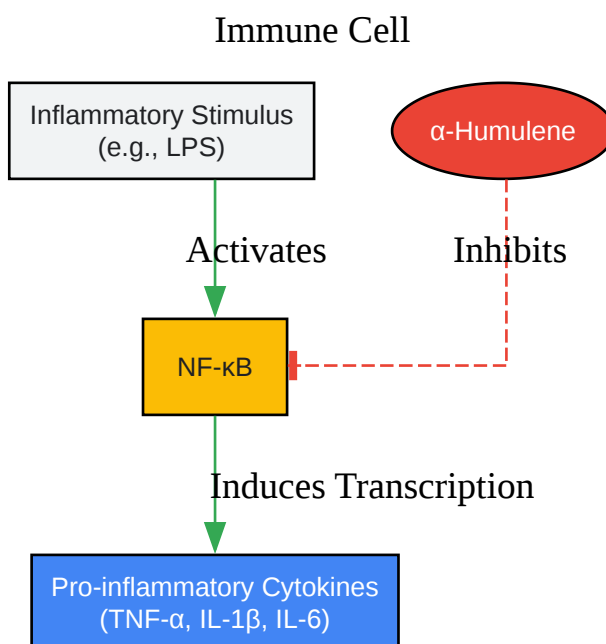 Immune Cell
Inflammatory Stimulus
(e.g., LPS)
α-Humulene
Activates
Inhibits
NF-κB
Induces Transcription
Pro-inflammatory Cytokines
(TNF-α, IL-1β, IL-6)